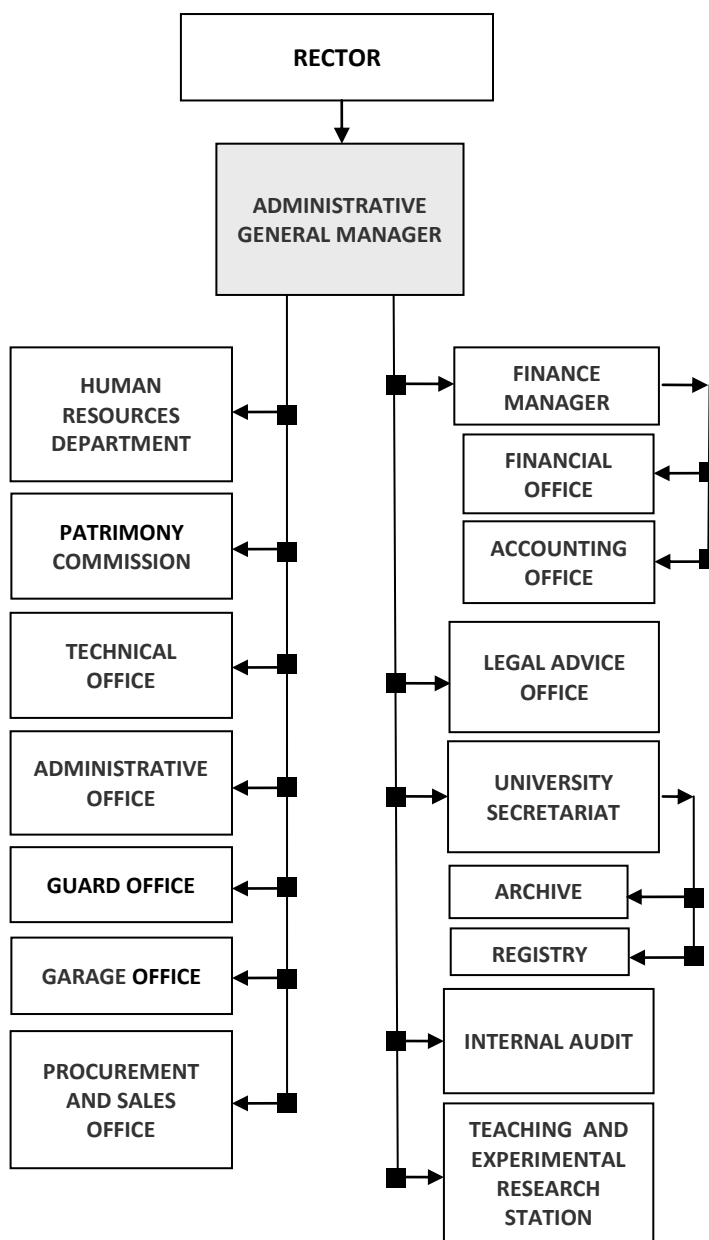 RECTOR
ADMINISTRATIVE
GENERAL MANAGER
HUMAN
RESOURCES
DEPARTMENT
PATRIMONY
COMMISSION
TECHNICAL
OFFICE
ADMINISTRATIVE
OFFICE
GUARD OFFICE
GARAGE OFFICE
PROCUREMENT
AND SALES
OFFICE
FINANCE
MANAGER
FINANCIAL
OFFICE
ACCOUNTING
OFFICE
LEGAL ADVICE
OFFICE
UNIVERSITY
SECRETARIAT
ARCHIVE
REGISTRY
INTERNAL AUDIT
TEACHING AND
EXPERIMENTAL
RESEARCH
STATION